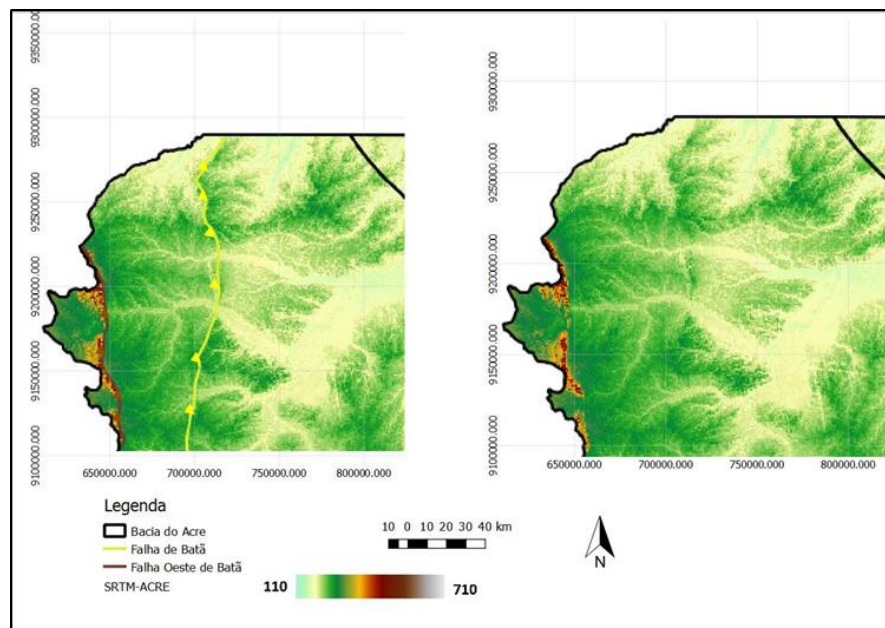 9350000.000
9300000.000
9250000.000
9200000.000
9150000.000
9100000.000
650000.000 700000.000 750000.000 800000.000
9300000.000
9250000.000
9200000.000
9150000.000
9100000.000
650000.000 700000.000 750000.000 800000.000
Legenda
Bacia do Acre
Falha de Batã
Falha Oeste de Batã
SRTM-ACRE
110
710
10 0 10 20 30 40 km
N